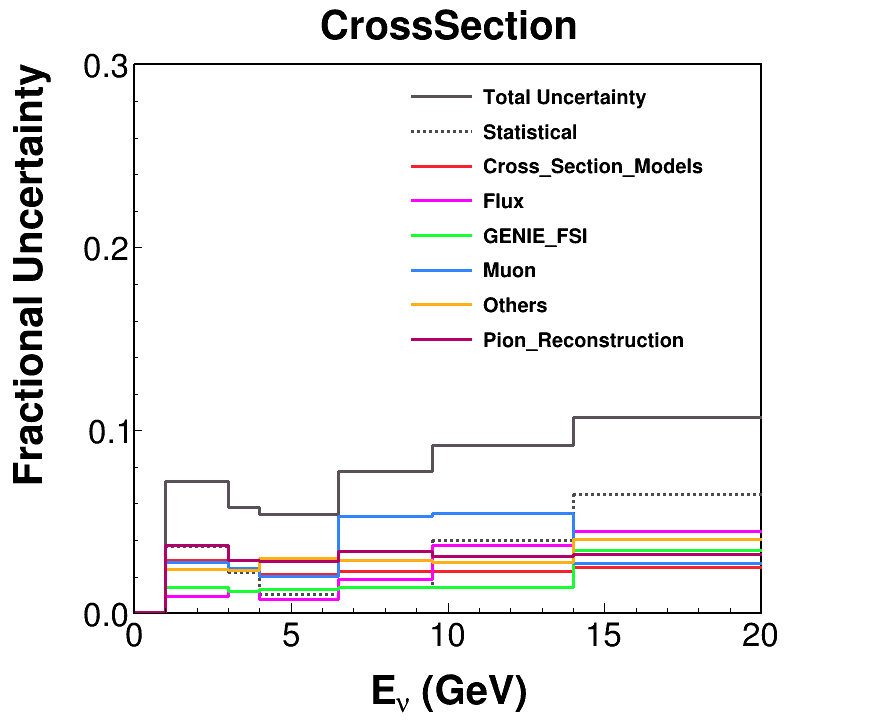 CrossSection
Fractional Uncertainty
0.3
0.2
0.1
0.0
Total Uncertainty
Statistical
Cross_Section_Models
Flux
GENIE_FSI
Muon
Others
Pion_Reconstruction
0 5 10 15 20
Eν (GeV)